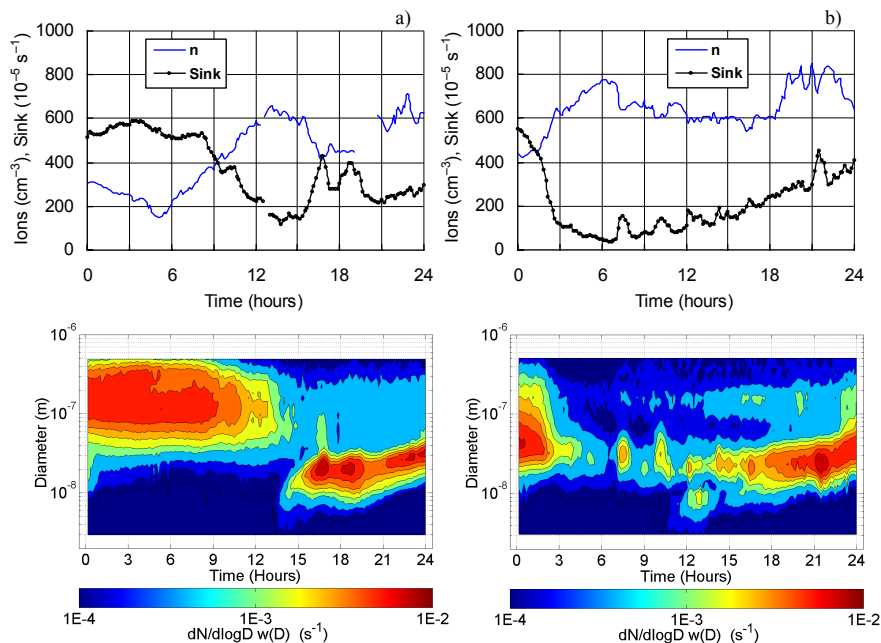 a)
1000
800
600
400
200
0
Ions (cm⁻³), Sink (10⁻⁵ s⁻¹)
n
Sink
0 6 12 18 24
Time (hours)
b)
1000
800
600
400
200
0
Ions (cm⁻³), Sink (10⁻⁵ s⁻¹)
n
Sink
0 6 12 18 24
Time (hours)
10⁻⁶
10⁻⁷
10⁻⁸
Diameter (m)
0 3 6 9 12 15 18 21 24
Time (Hours)
1E-4 1E-3 1E-2
dN/dlogD w(D) (s⁻¹)
10⁻⁶
10⁻⁷
10⁻⁸
Diameter (m)
0 3 6 9 12 15 18 21 24
Time (Hours)
1E-4 1E-3 1E-2
dN/dlogD w(D) (s⁻¹)